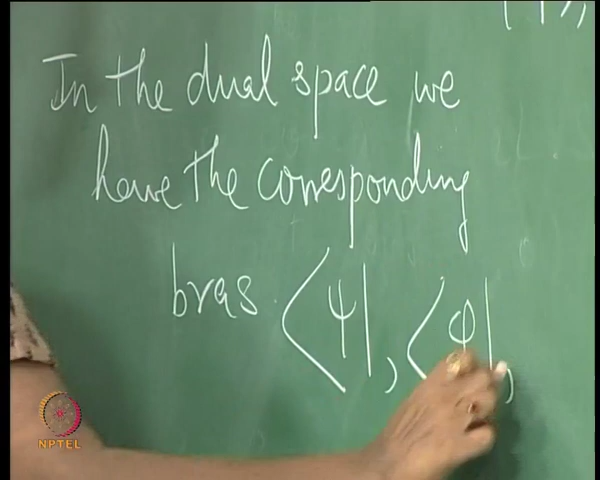 In the dual space we
have the corresponding
bras. ⟨ψ|, ⟨φ|,
NPTEL